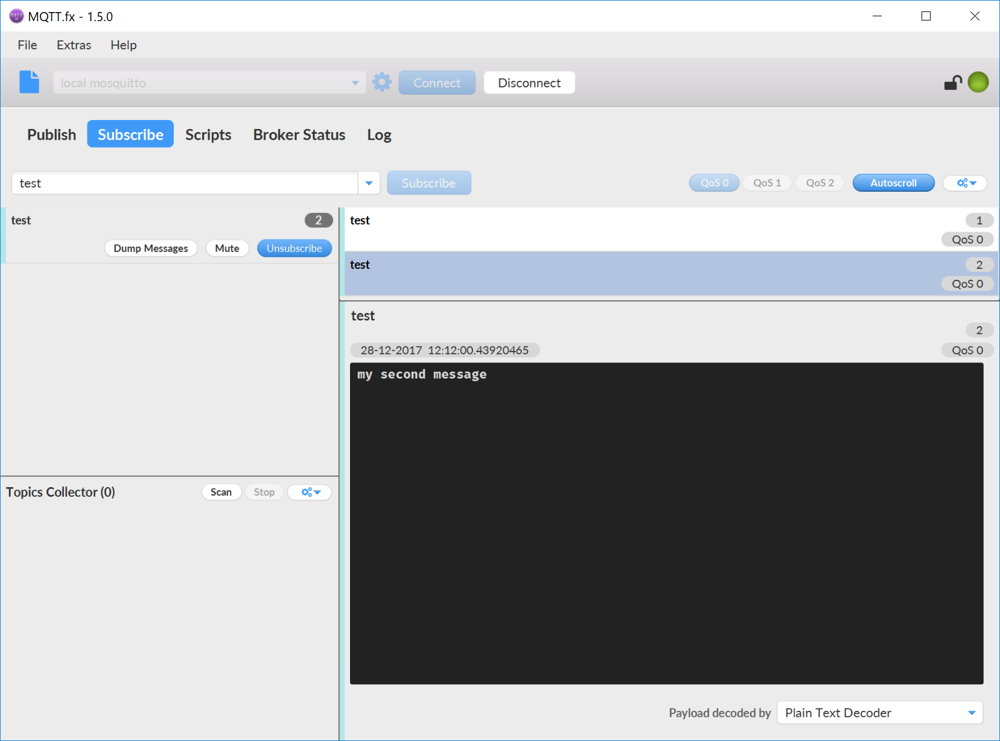 MQTT.fx - 1.5.0
File Extras Help
local mosquitto Connect Disconnect
Publish Subscribe Scripts Broker Status Log
test Subscribe QoS 0 QoS 1 QoS 2 Autoscroll
test 2
Dump Messages Mute Unsubscribe
test 1
QoS 0
test 2
QoS 0
test
2
28-12-2017 12:12:00.43920465 QoS 0
my second message
Topics Collector (0) Scan Stop
Payload decoded by Plain Text Decoder